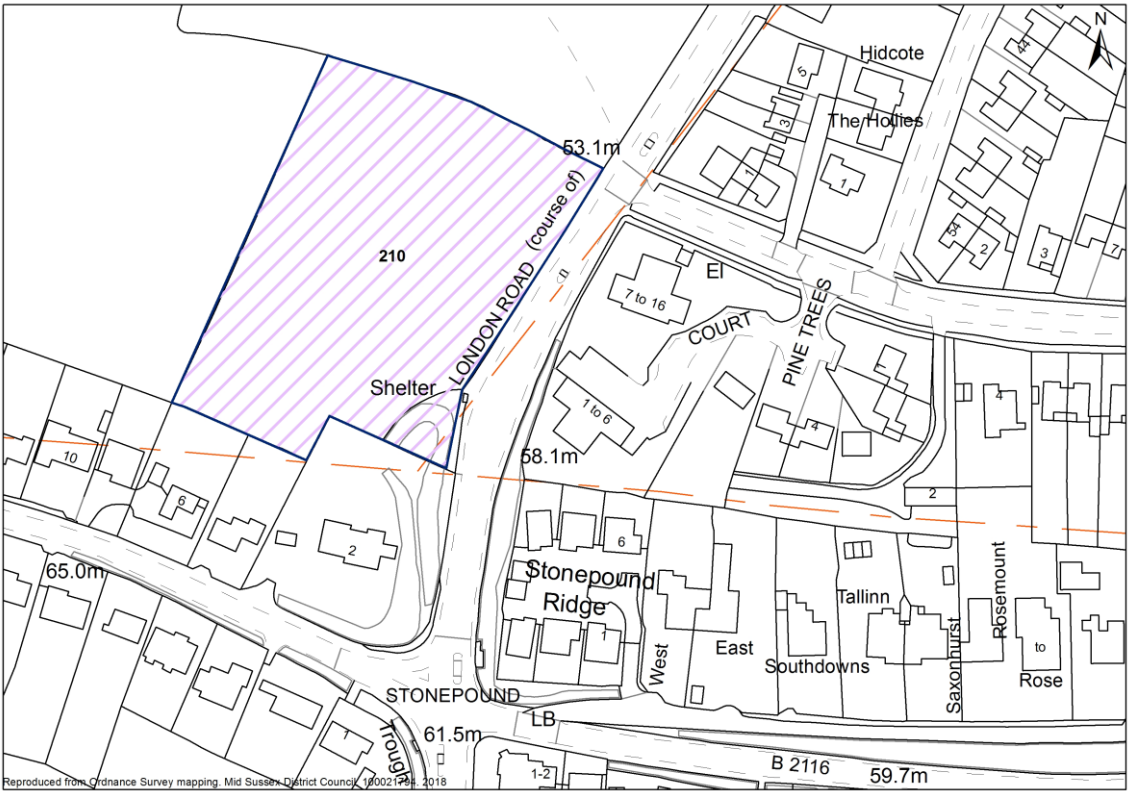 N
44
Hidcote
5
3
The Hollies
53.1m
1
1
54
2
3
7
210
LONDON ROAD (course of)
El
7 to 16
COURT
PINE TREES
Shelter
1 to 6
4
4
58.1m
10
6
2
2
6
65.0m
Stonepound
Ridge
1
West
East
Southdowns
Tallinn
Saxonhurst
Rosemount
to
Rose
STONEPOUND
LB
61.5m
Trough
1
1-2
B 2116
59.7m
Reproduced from Ordnance Survey mapping. Mid Sussex District Council. 100021794. 2018